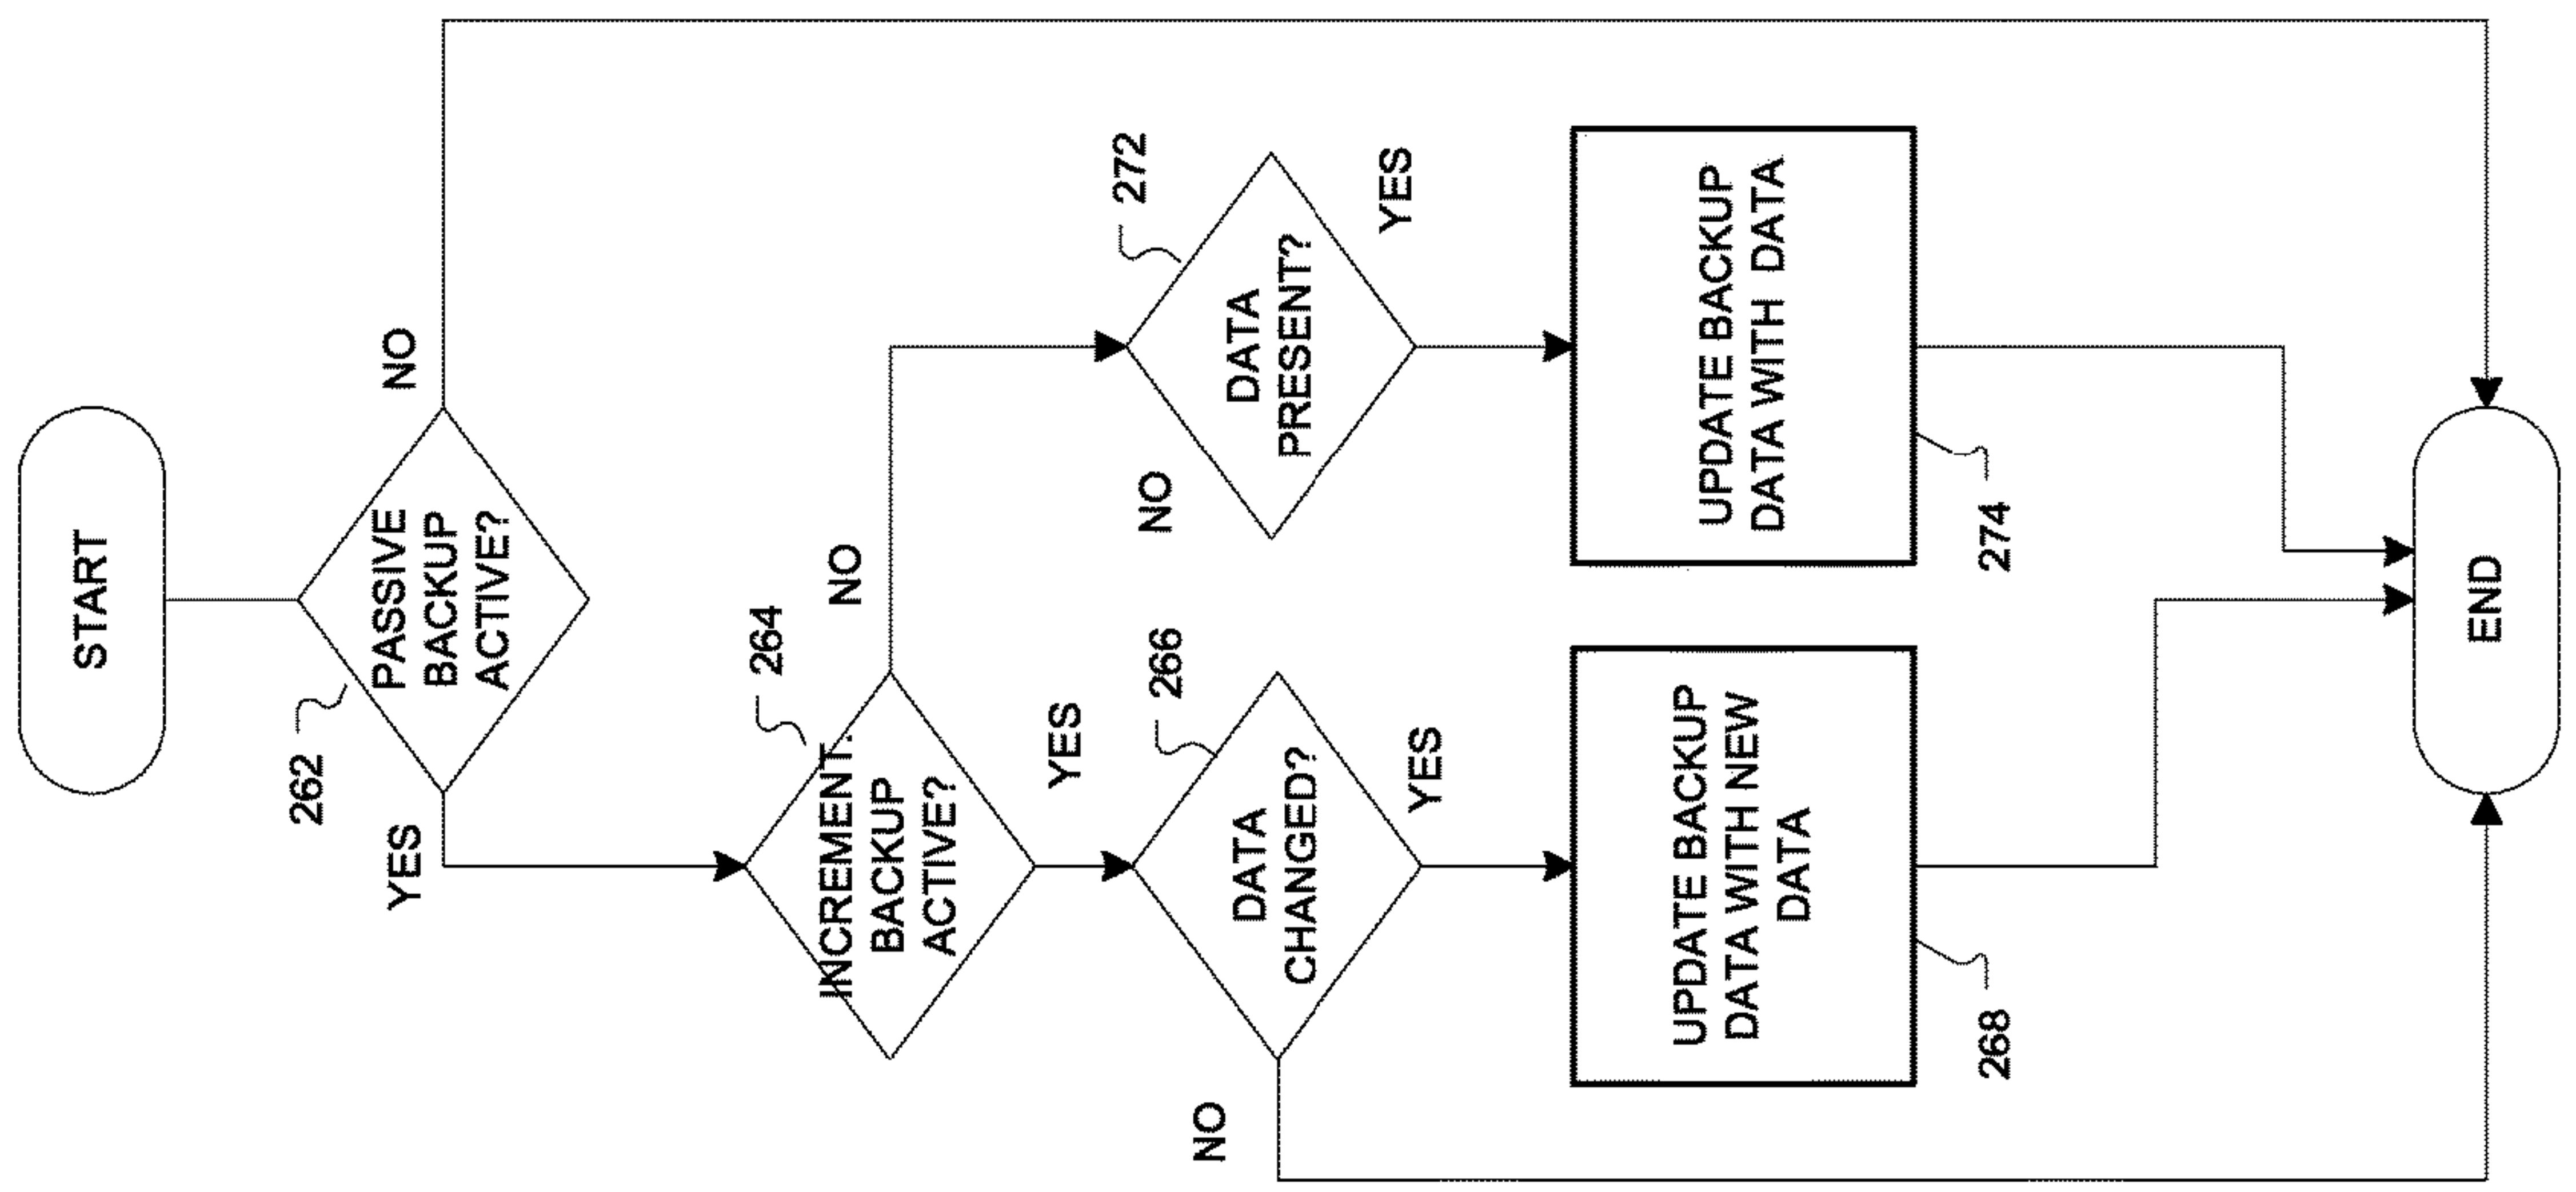 START
262
PASSIVE
BACKUP
ACTIVE?
YES
NO
264
INCREMENT.
BACKUP
ACTIVE?
NO
YES
266
DATA
CHANGED?
NO
YES
272
DATA
PRESENT?
NO
YES
UPDATE BACKUP
DATA WITH NEW
DATA
268
UPDATE BACKUP
DATA WITH DATA
274
END